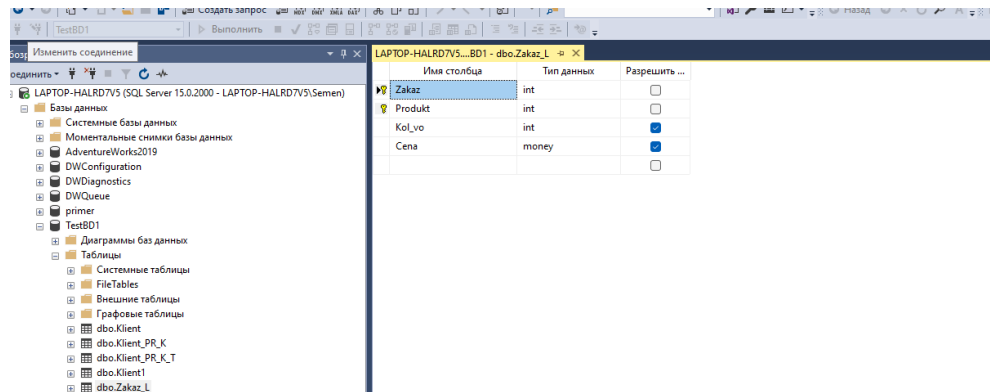 Создать запрос
Назад
TestBD1
Выполнить
Изменить соединение
LAPTOP-HALRD7V5....BD1 - dbo.Zakaz_L
Имя столбца Тип данных Разрешить ...
Zakaz int
Produkt int
Kol_vo int
Cena money
LAPTOP-HALRD7V5 (SQL Server 15.0.2000 - LAPTOP-HALRD7V5\Semen)
Базы данных
Системные базы данных
Моментальные снимки базы данных
AdventureWorks2019
DWConfiguration
DWDiagnostics
DWQueue
primer
TestBD1
Диаграммы баз данных
Таблицы
Системные таблицы
FileTables
Внешние таблицы
Графовые таблицы
dbo.Klient
dbo.Klient_PR_K
dbo.Klient_PR_K_T
dbo.Klient1
dbo.Zakaz_L